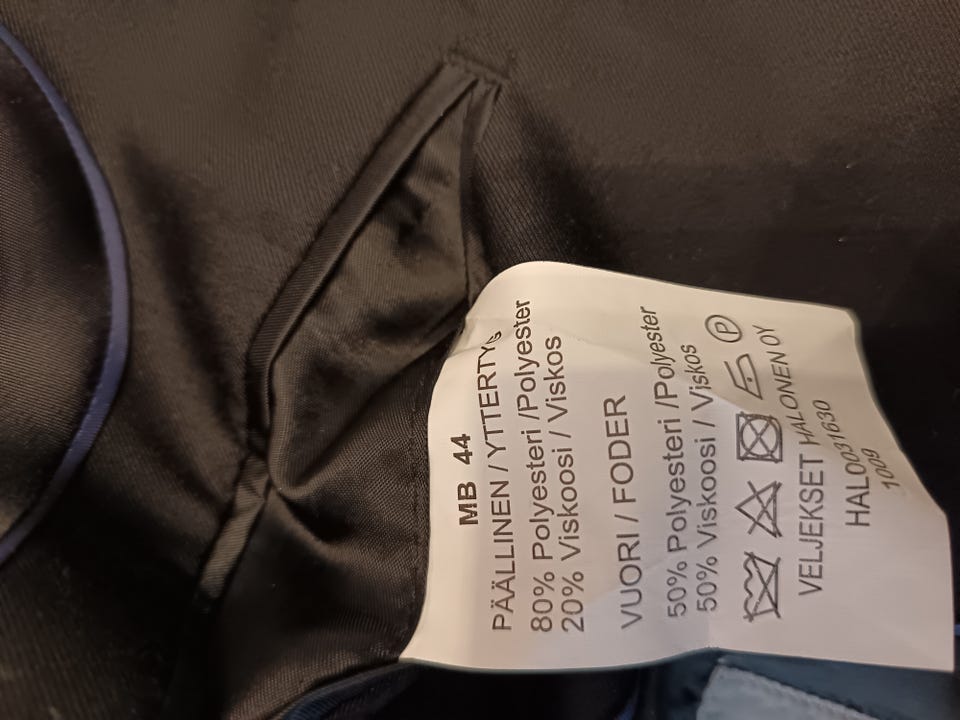 MB 44
PÄÄLLINEN / YTTERTYG
80% Polyesteri /Polyester
20% Viskoosi / Viskos
VUORI / FODER
50% Polyesteri /Polyester
50% Viskoosi / Viskos
P
VELJEKSET HALONEN OY
HAL0031630
1009